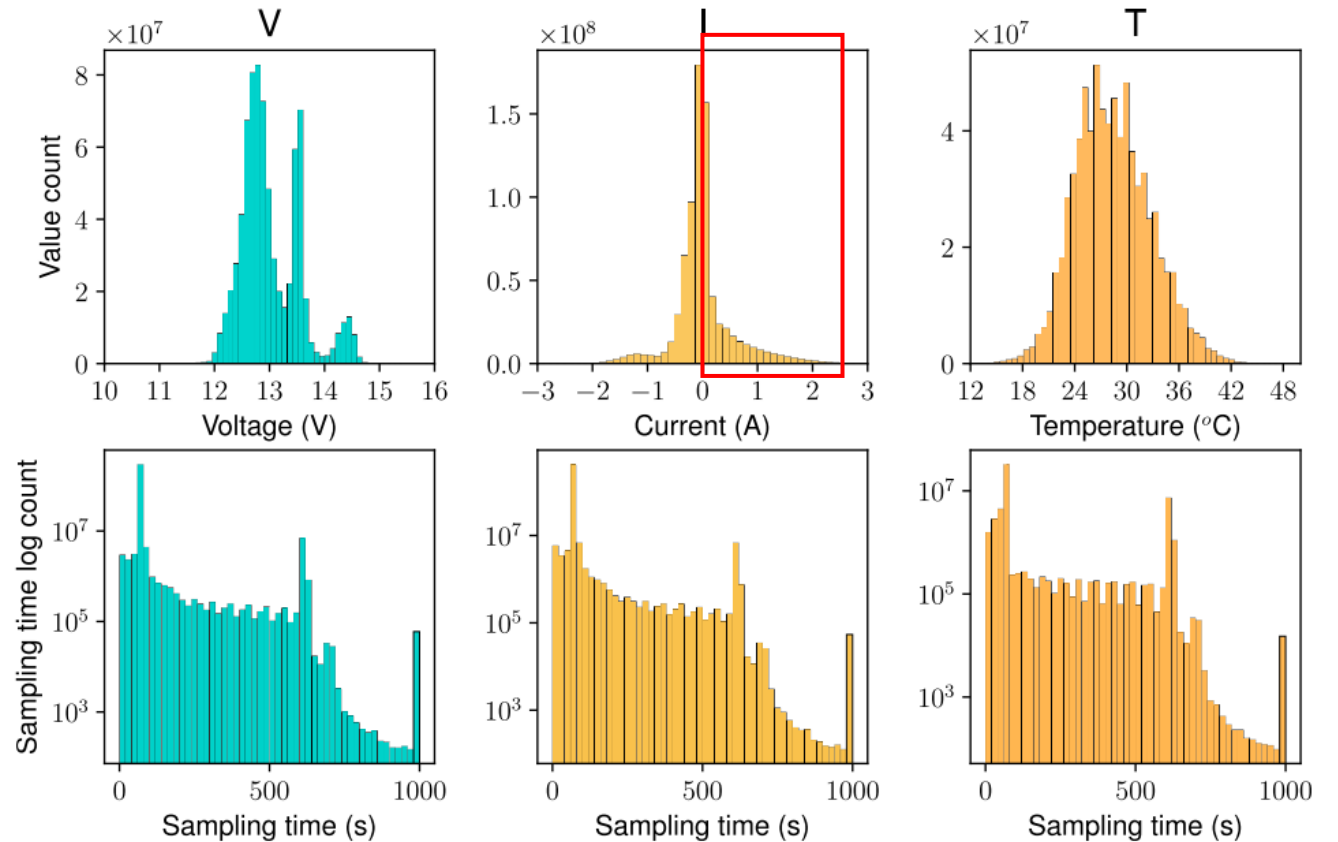 V I T
×10⁷ ×10⁸ ×10⁷
8 6 4 2 0
Value count
1.5 1.0 0.5 0.0
4 2 0
10 11 12 13 14 15 16
−3 −2 −1 0 1 2 3
12 18 24 30 36 42 48
Voltage (V) Current (A) Temperature (°C)
Sampling time log count
10⁷ 10⁵ 10³
10⁷ 10⁵ 10³
10⁷ 10⁵ 10³
0 500 1000
0 500 1000
0 500 1000
Sampling time (s) Sampling time (s) Sampling time (s)